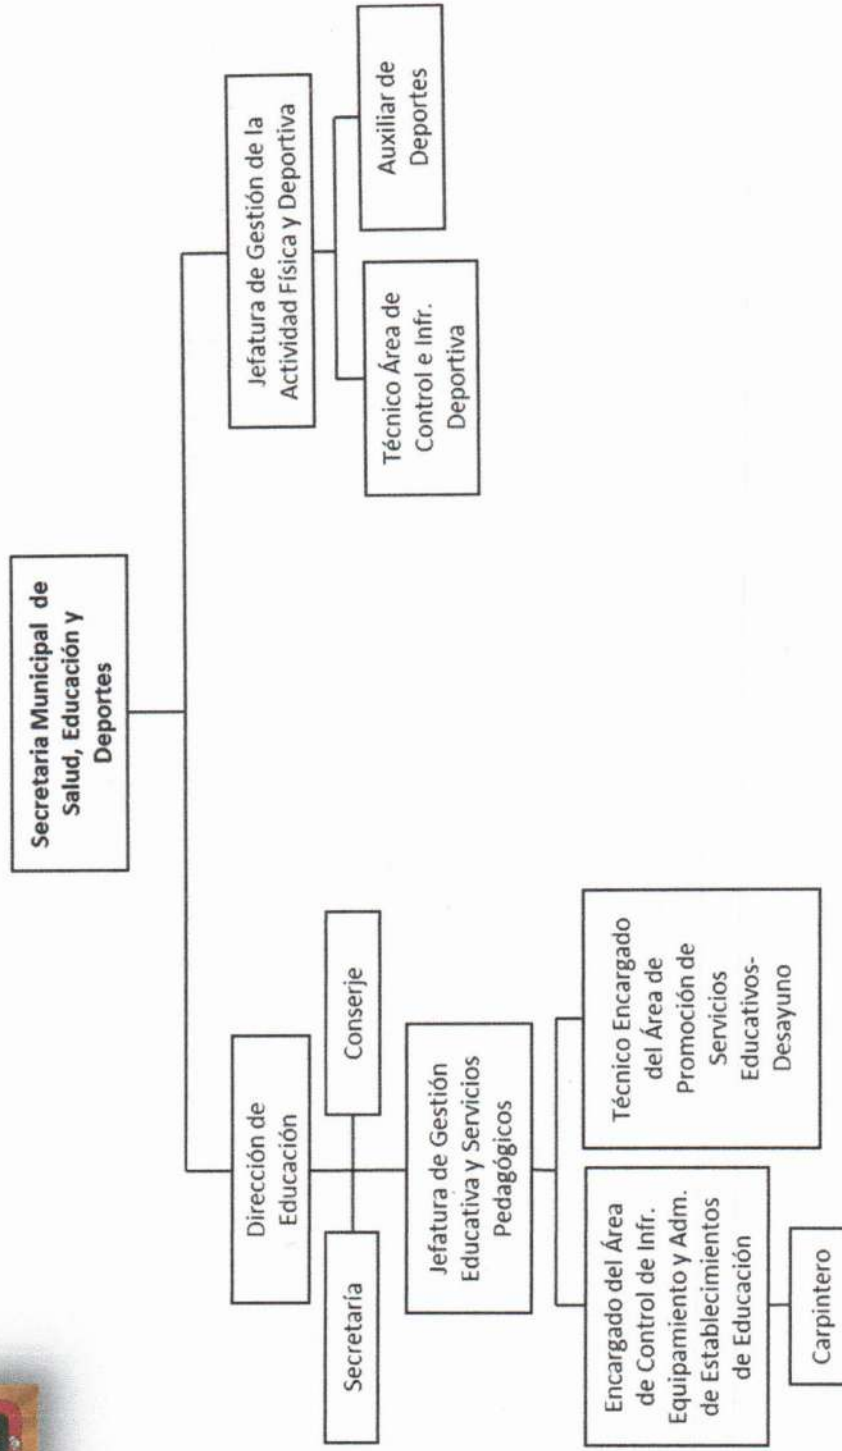 Secretaria Municipal de
Salud, Educación y
Deportes
Dirección de
Educación
Secretaría
Conserje
Jefatura de Gestión
Educativa y Servicios
Pedagógicos
Encargado del Área
de Control de Infr.
Equipamiento y Adm.
de Establecimientos
de Educación
Carpintero
Técnico Encargado
del Área de
Promoción de
Servicios
Educativos-
Desayuno
Jefatura de Gestión de la
Actividad Física y Deportiva
Técnico Área de
Control e Infr.
Deportiva
Auxiliar de
Deportes